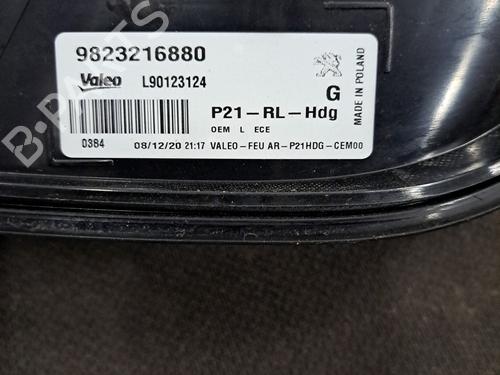 9823216880
Valeo L90123124
G
P21-RL-Hdg
OEM L ECE
0364 08/12/20 21:17 VALEO-FEU AR-P21HDG-CEM00
MADE IN POLAND
B-PARTS